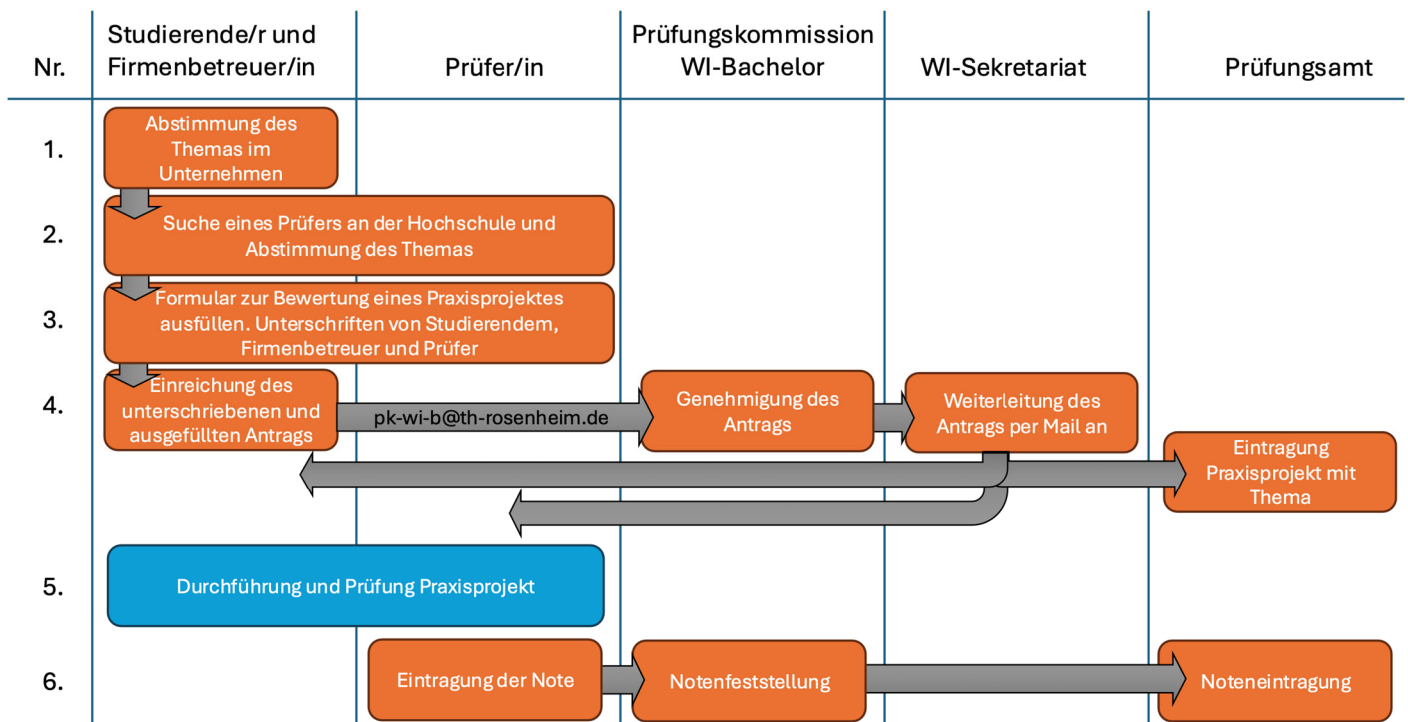 Nr.
Studierende/r und
Firmenbetreuer/in
Prüfer/in
Prüfungskommission
WI-Bachelor
WI-Sekretariat
Prüfungsamt
1.
Abstimmung des
Themas im
Unternehmen
2.
Suche eines Prüfers an der Hochschule und
Abstimmung des Themas
3.
Formular zur Bewertung eines Praxisprojektes
ausfüllen. Unterschriften von Studierendem,
Firmenbetreuer und Prüfer
4.
Einreichung des
unterschriebenen und
ausgefüllten Antrags
pk-wi-b@th-rosenheim.de
Genehmigung des
Antrags
Weiterleitung des
Antrags per Mail an
Eintragung
Praxisprojekt mit
Thema
5.
Durchführung und Prüfung Praxisprojekt
6.
Eintragung der Note
Notenfeststellung
Noteneintragung